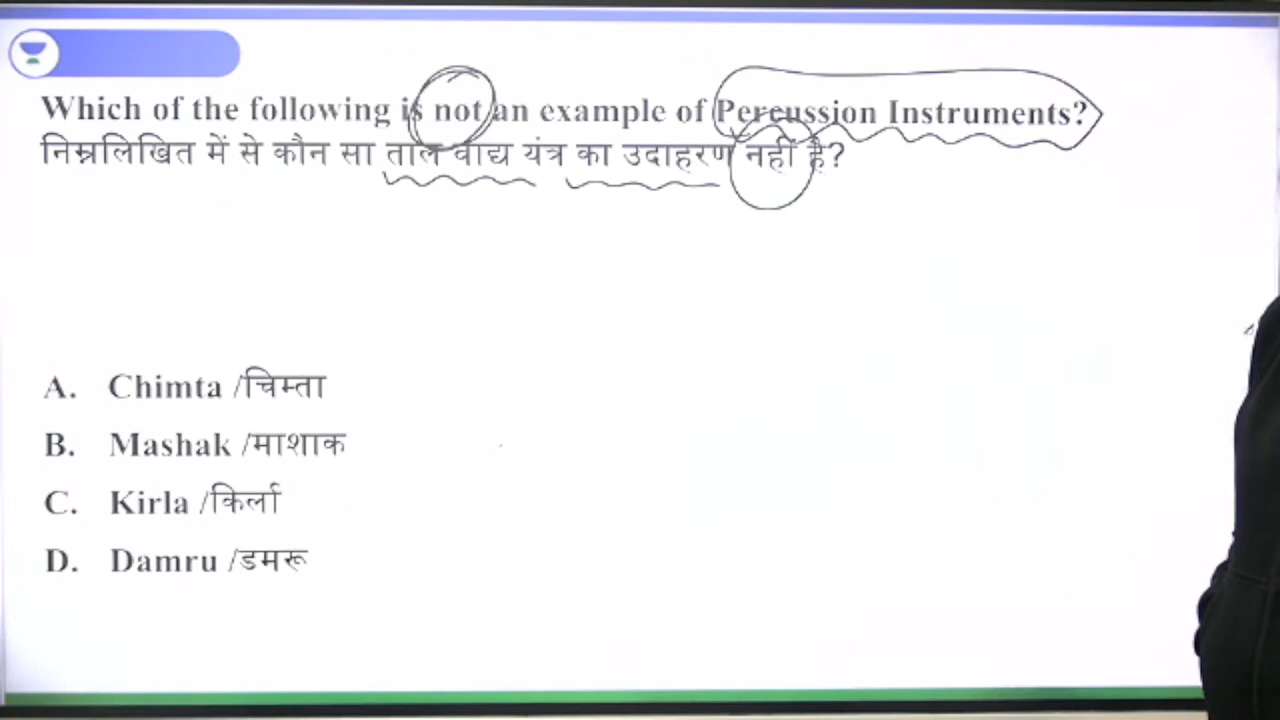 Which of the following is not an example of Percussion Instruments?
निम्नलिखित में से कौन सा ताल वाद्य यंत्र का उदाहरण नहीं है?
A. Chimta /चिम्ता
B. Mashak /माशाक
C. Kirla /किर्ला
D. Damru /डमरू